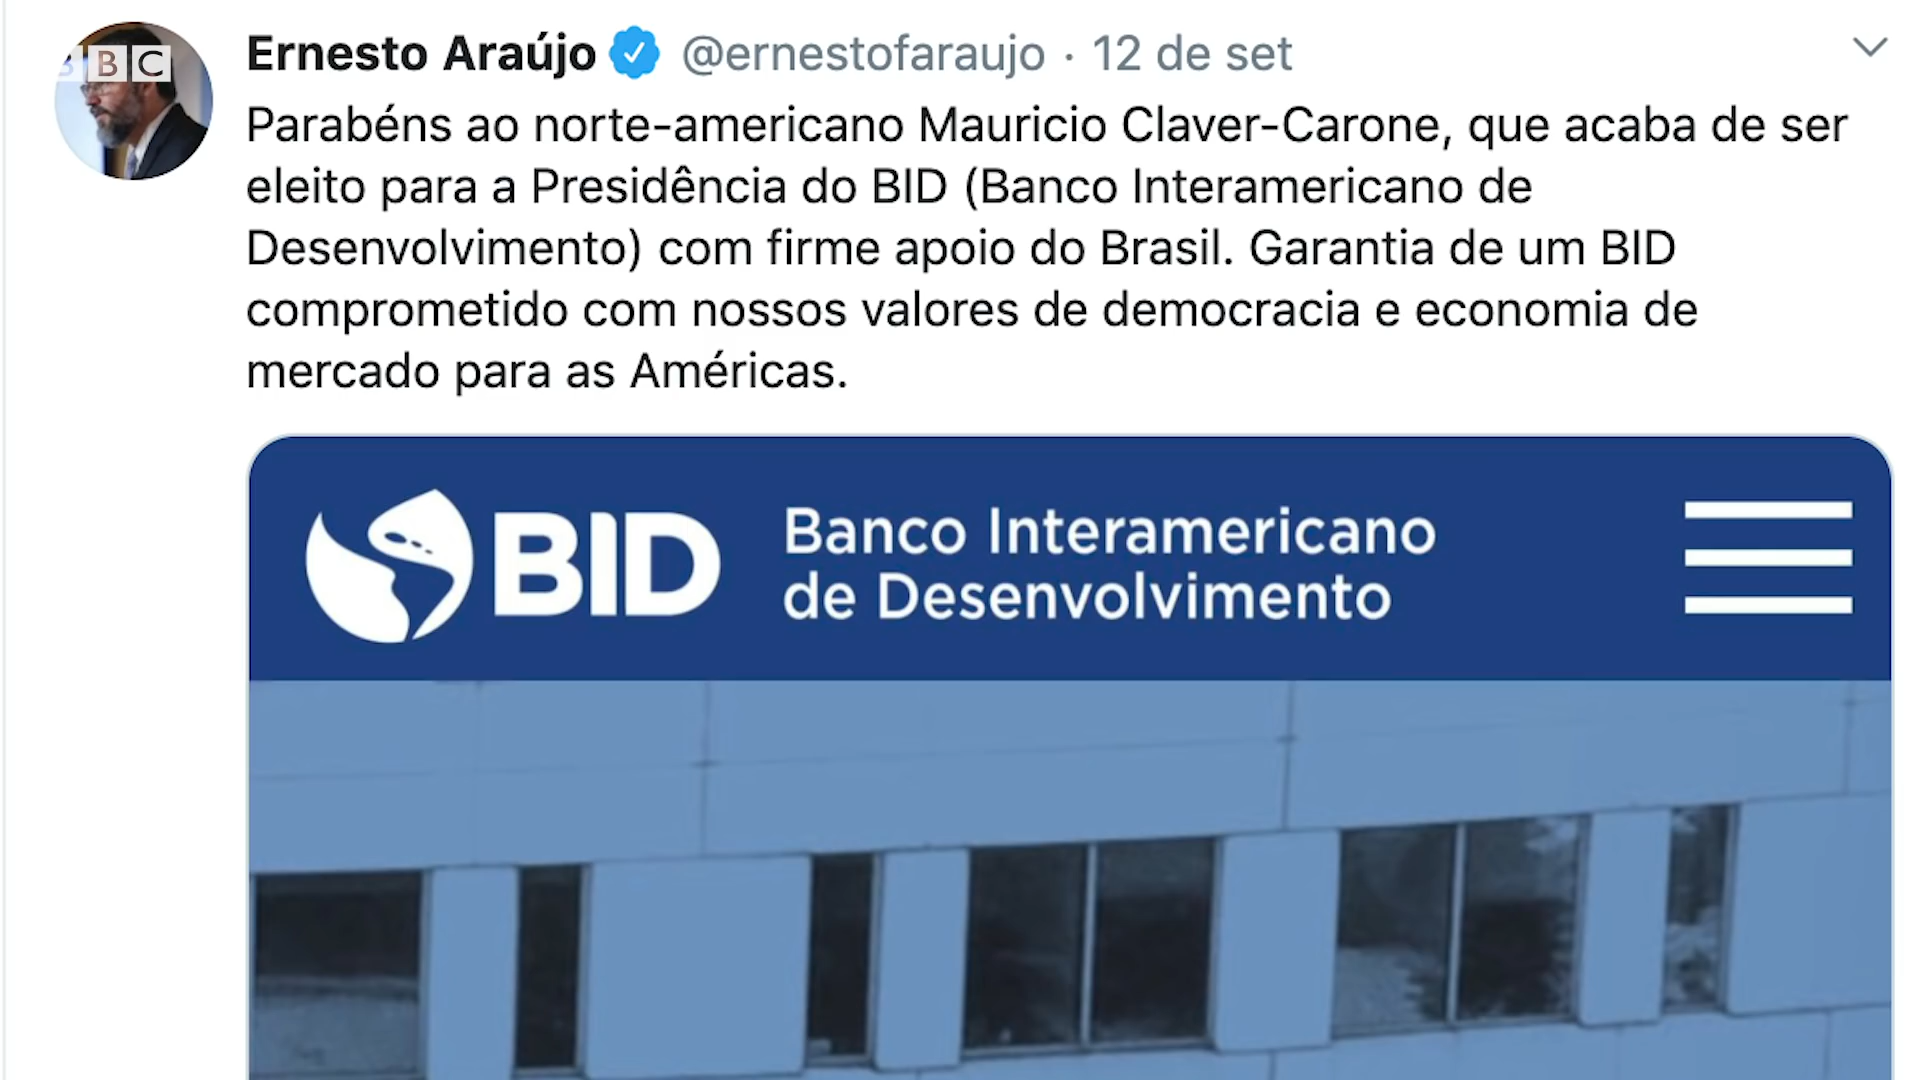 BBC
Ernesto Araújo @ernestofaraujo · 12 de set
Parabéns ao norte-americano Mauricio Claver-Carone, que acaba de ser
eleito para a Presidência do BID (Banco Interamericano de
Desenvolvimento) com firme apoio do Brasil. Garantia de um BID
comprometido com nossos valores de democracia e economia de
mercado para as Américas.
BID
Banco Interamericano
de Desenvolvimento